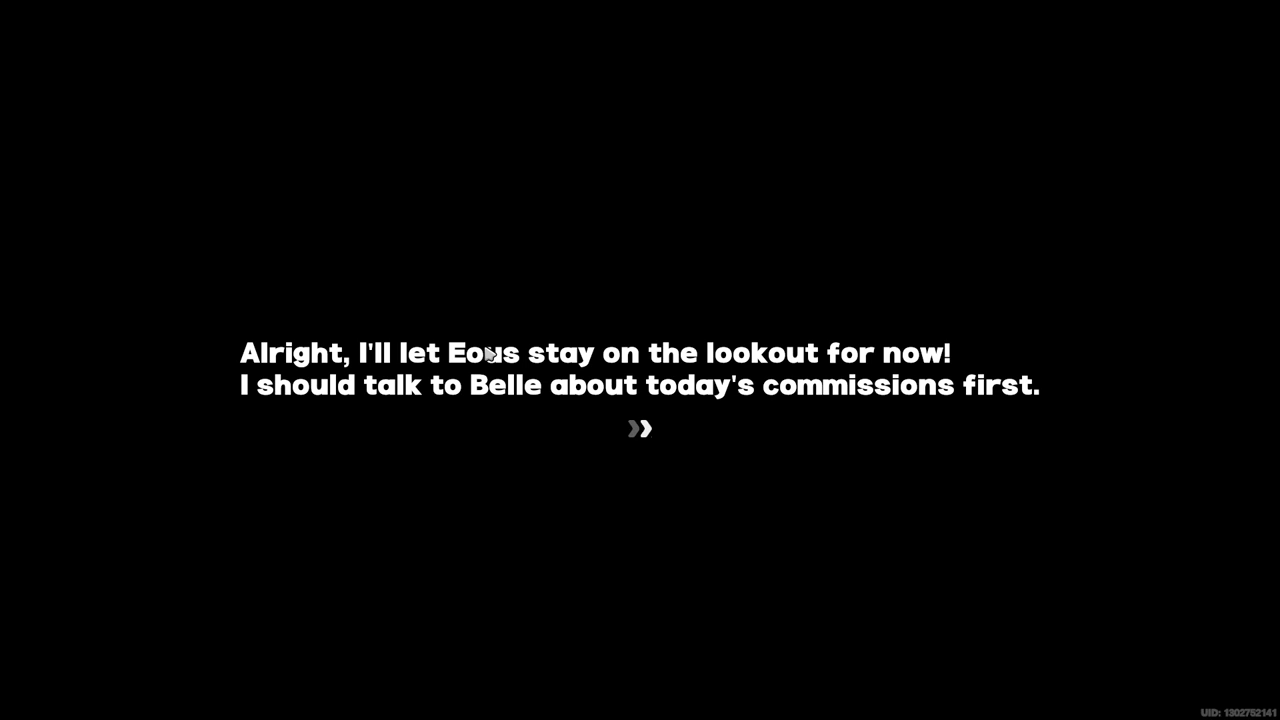 Alright, I'll let Eous stay on the lookout for now!
I should talk to Belle about today's commissions first.
UID: 1302752141